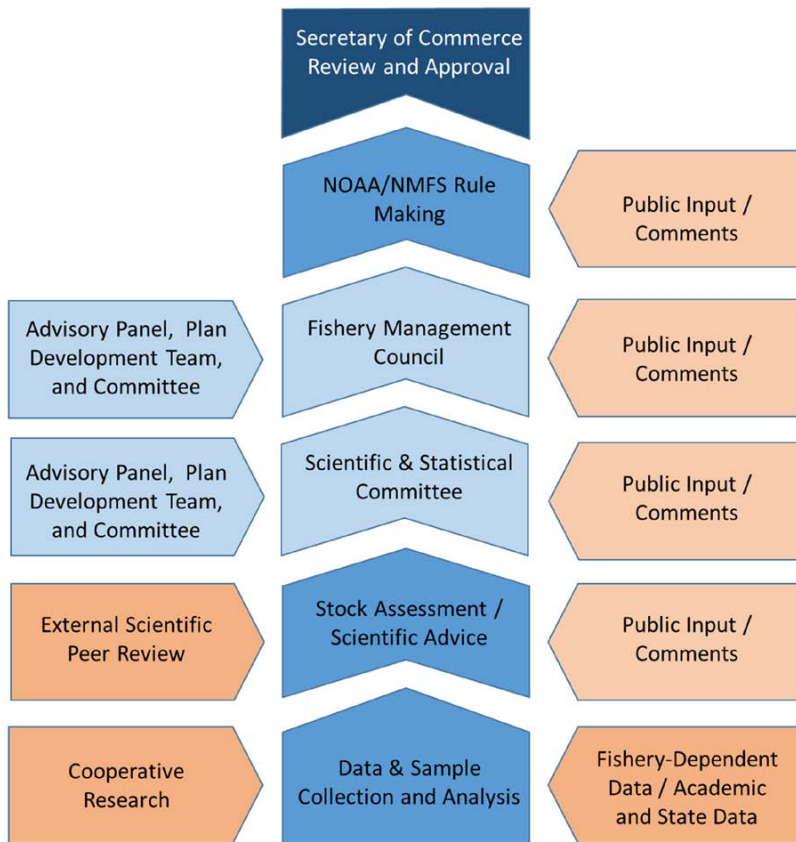 Secretary of Commerce
Review and Approval
NOAA/NMFS Rule
Making
Public Input /
Comments
Advisory Panel, Plan
Development Team,
and Committee
Fishery Management
Council
Public Input /
Comments
Advisory Panel, Plan
Development Team,
and Committee
Scientific & Statistical
Committee
Public Input /
Comments
External Scientific
Peer Review
Stock Assessment /
Scientific Advice
Public Input /
Comments
Cooperative
Research
Data & Sample
Collection and Analysis
Fishery-Dependent
Data / Academic
and State Data